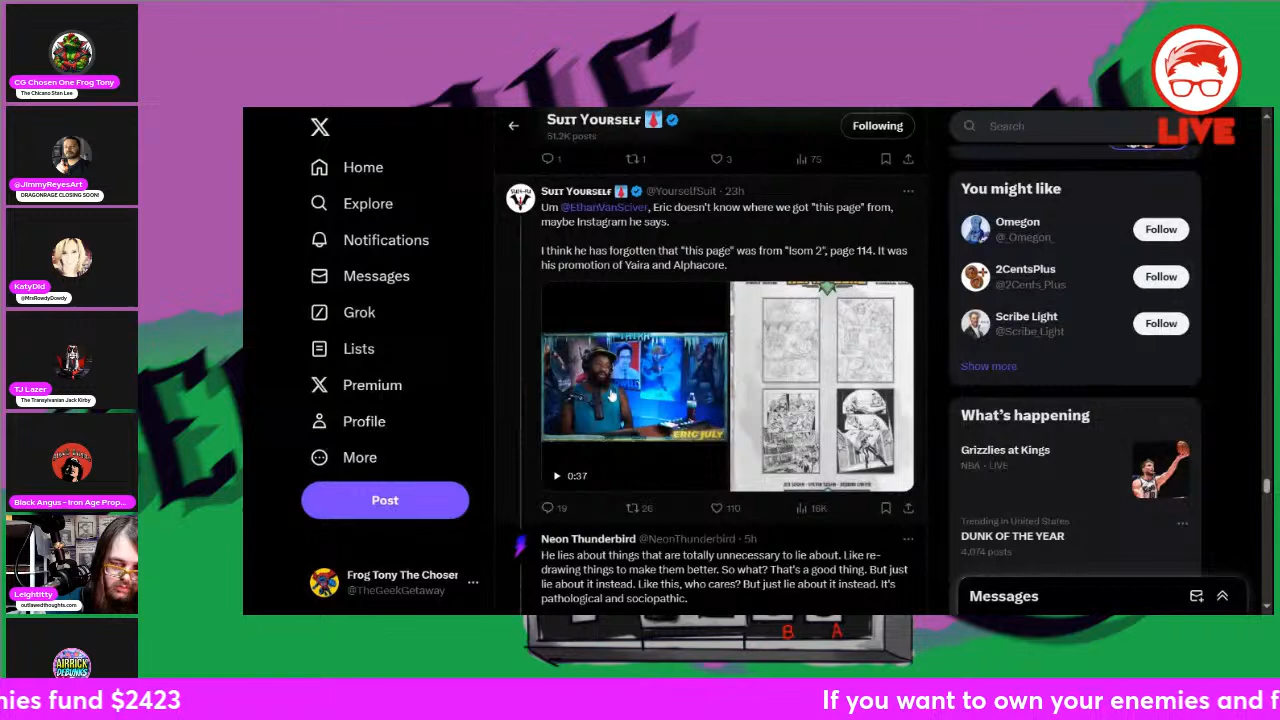 CG Chosen One Frog Tony
The Chicano Stan Lee
@JimmyReyesArt
DRAGONRAGE CLOSING SOON!
KatyDid
@MrsRowdyDowdy
TJ Lazer
The Transylvanian Jack Kirby
Black Angus - Iron Age Prop...
Leightitty
outlawedthoughts.com
AIRRICK
DEBUNKS
LIVE
Home
Explore
Notifications
Messages
Grok
Lists
Premium
Profile
More
Post
Frog Tony The Choser
@TheGeekGetaway
Suit Yourself
51.2K posts
Following
1
1
3
75
Suit Yourself @YourselfSuit · 23h
Um @EthanVanSciver, Eric doesn't know where we got "this page" from,
maybe Instagram he says.
I think he has forgotten that "this page" was from "Isom 2", page 114. It was
his promotion of Yaira and Alphacore.
ERIC JULY
0:37
19
26
110
16K
Neon Thunderbird @NeonThunderbird · 5h
He lies about things that are totally unnecessary to lie about. Like re-
drawing things to make them better. So what? That's a good thing. But just
lie about it instead. Like this, who cares? But just lie about it instead. It's
pathological and sociopathic.
Search
You might like
Omegon
@_Omegon_
Follow
2CentsPlus
@2Cents_Plus
Follow
Scribe Light
@Scribe_Light
Follow
Show more
What's happening
Grizzlies at Kings
NBA · LIVE
Trending in United States
DUNK OF THE YEAR
4,074 posts
Messages
B A
nies fund $2423
If you want to own your enemies and f